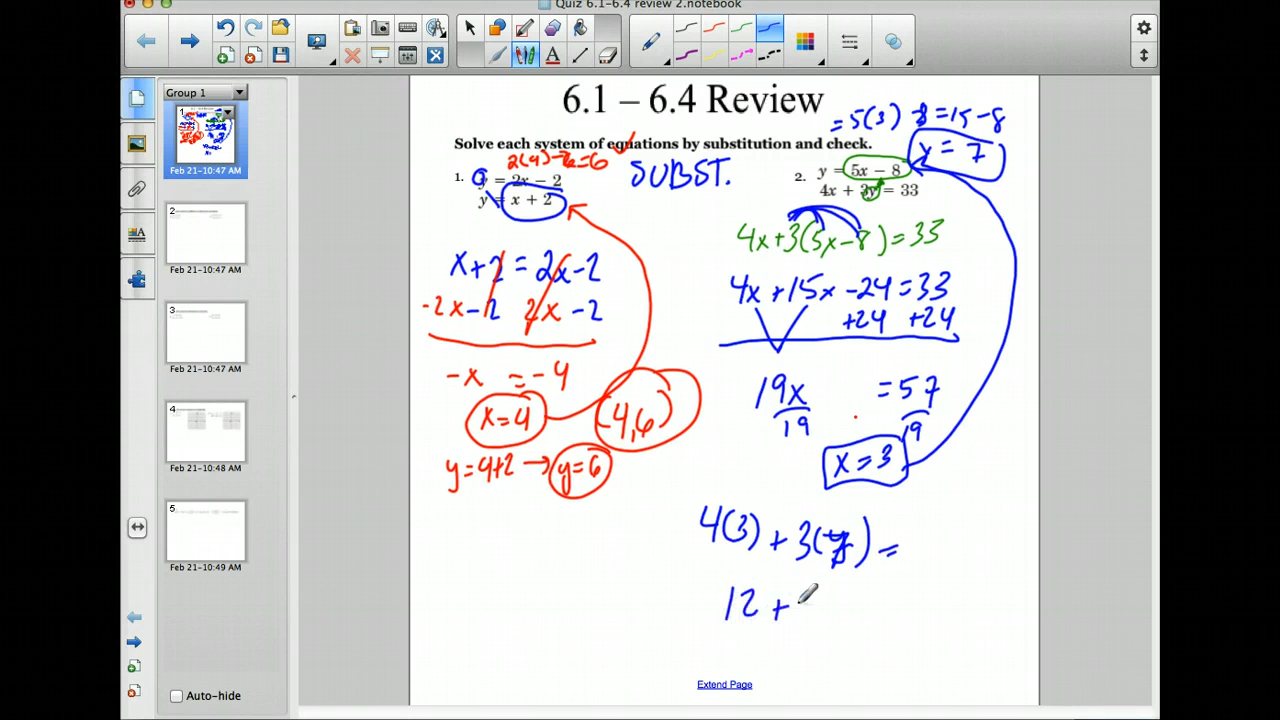 Quiz 6.1–6.4 review 2.notebook
Group 1
1
Feb 21-10:47 AM
2
Feb 21-10:47 AM
3
Feb 21-10:47 AM
4
Feb 21-10:48 AM
5
Feb 21-10:49 AM
Auto-hide
6.1 – 6.4 Review
Solve each system of equations by substitution and check.
SUBST.
1. y = 2x − 2
y = x + 2
x+2 = 2x-2
-2x-2 2x -2
-x = -4
x=4
(4,6)
y=4+2 → y=6
= 5(3) 8 = 15-8
y = 7
2. y = 5x − 8
4x + 3y = 33
4x+3(5x-8)=33
4x +15x -24=33
+24 +24
19x = 57
19 19
x=3
4(3) + 3( ) =
12 +
Extend Page